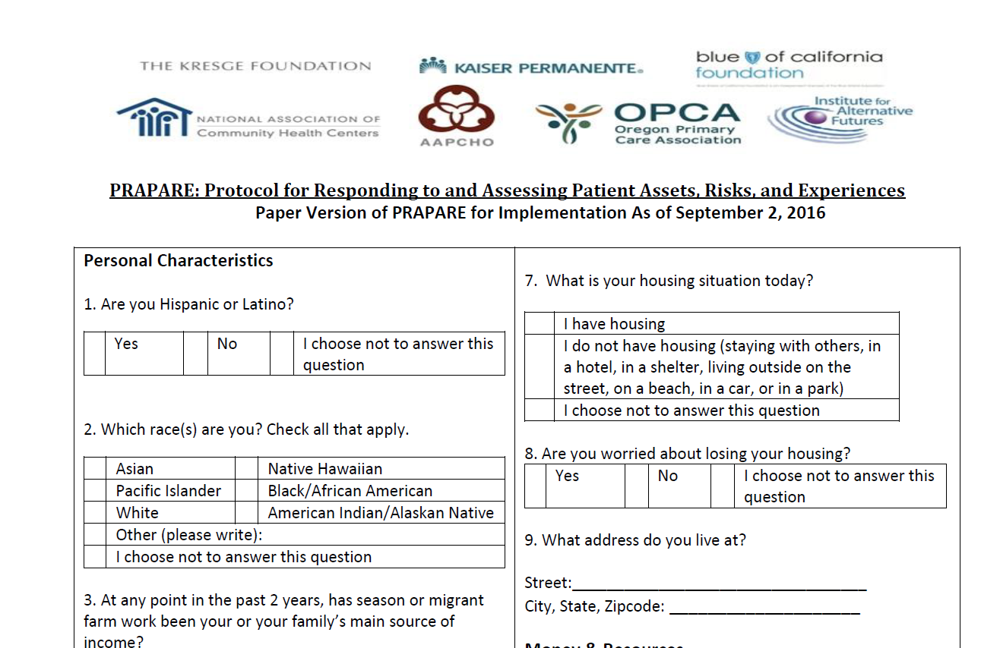 THE KRESGE FOUNDATION
KAISER PERMANENTE®
blue of california
foundation
NATIONAL ASSOCIATION OF
Community Health Centers
AAPCHO
OPCA
Oregon Primary
Care Association
Institute for
Alternative
Futures
PRAPARE: Protocol for Responding to and Assessing Patient Assets, Risks, and Experiences
Paper Version of PRAPARE for Implementation As of September 2, 2016
Personal Characteristics
1. Are you Hispanic or Latino?
Yes No I choose not to answer this
question
2. Which race(s) are you? Check all that apply.
Asian Native Hawaiian
Pacific Islander Black/African American
White American Indian/Alaskan Native
Other (please write):
I choose not to answer this question
3. At any point in the past 2 years, has season or migrant
farm work been your or your family’s main source of
income?
7. What is your housing situation today?
I have housing
I do not have housing (staying with others, in
a hotel, in a shelter, living outside on the
street, on a beach, in a car, or in a park)
I choose not to answer this question
8. Are you worried about losing your housing?
Yes No I choose not to answer this
question
9. What address do you live at?
Street:
City, State, Zipcode:
Money & Resources